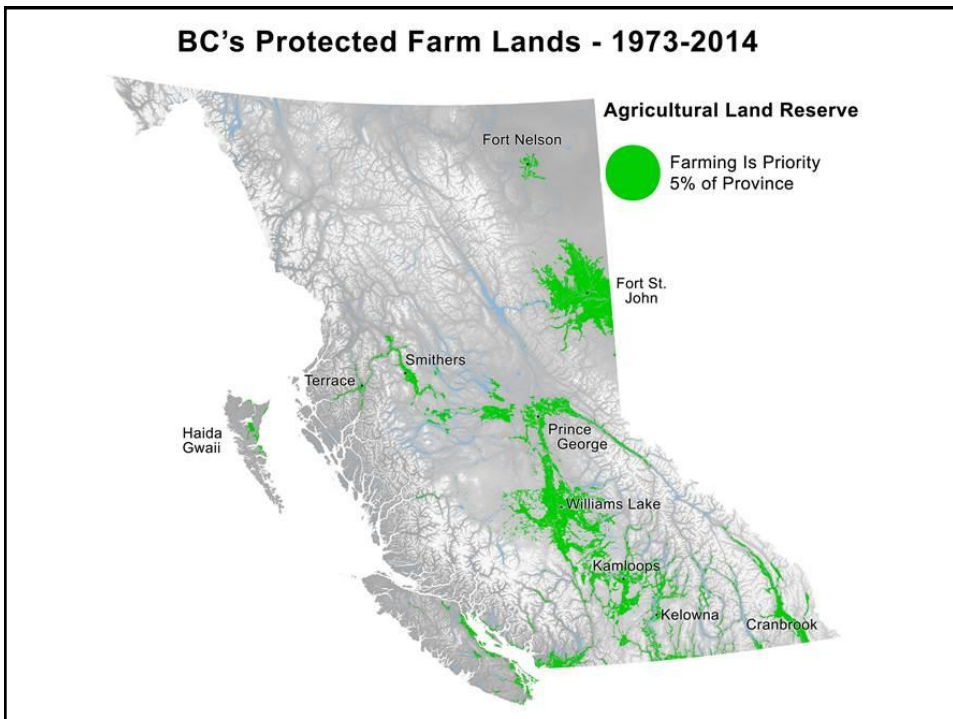 BC’s Protected Farm Lands - 1973-2014
Agricultural Land Reserve
Farming Is Priority
5% of Province
Fort Nelson
Fort St.
John
Smithers
Terrace
Haida
Gwaii
Prince
George
Williams Lake
Kamloops
Kelowna
Cranbrook